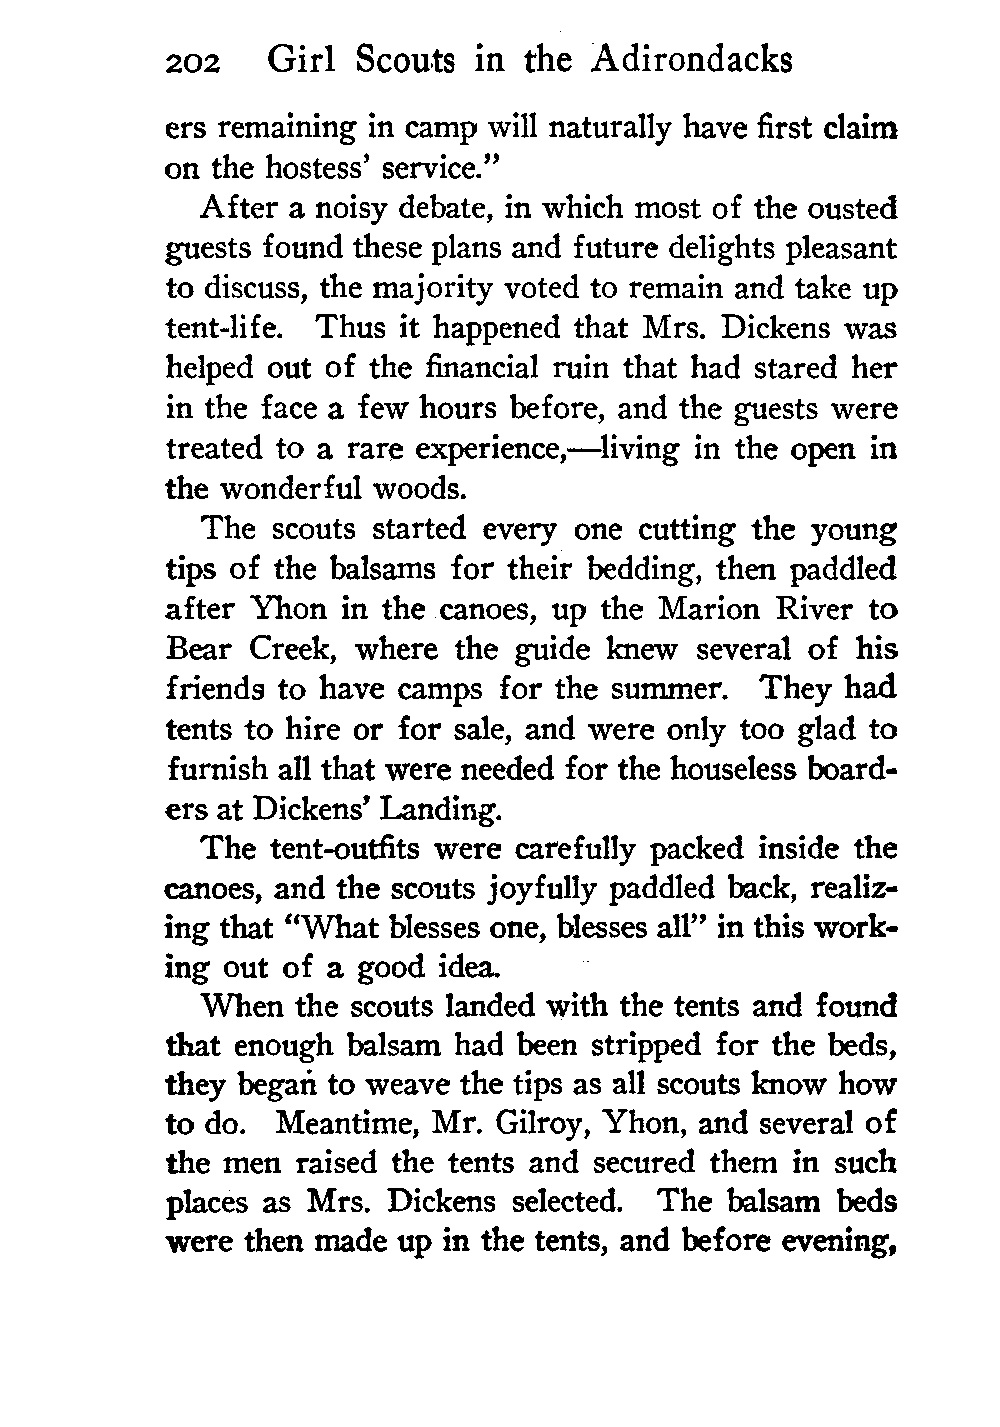 202 Girl Scouts in the Adirondacks
ers remaining in camp will naturally have first claim
on the hostess' service."
After a noisy debate, in which most of the ousted
guests found these plans and future delights pleasant
to discuss, the majority voted to remain and take up
tent-life. Thus it happened that Mrs. Dickens was
helped out of the financial ruin that had stared her
in the face a few hours before, and the guests were
treated to a rare experience,—living in the open in
the wonderful woods.
The scouts started every one cutting the young
tips of the balsams for their bedding, then paddled
after Yhon in the canoes, up the Marion River to
Bear Creek, where the guide knew several of his
friends to have camps for the summer. They had
tents to hire or for sale, and were only too glad to
furnish all that were needed for the houseless board-
ers at Dickens' Landing.
The tent-outfits were carefully packed inside the
canoes, and the scouts joyfully paddled back, realiz-
ing that "What blesses one, blesses all" in this work-
ing out of a good idea.
When the scouts landed with the tents and found
that enough balsam had been stripped for the beds,
they began to weave the tips as all scouts know how
to do. Meantime, Mr. Gilroy, Yhon, and several of
the men raised the tents and secured them in such
places as Mrs. Dickens selected. The balsam beds
were then made up in the tents, and before evening,